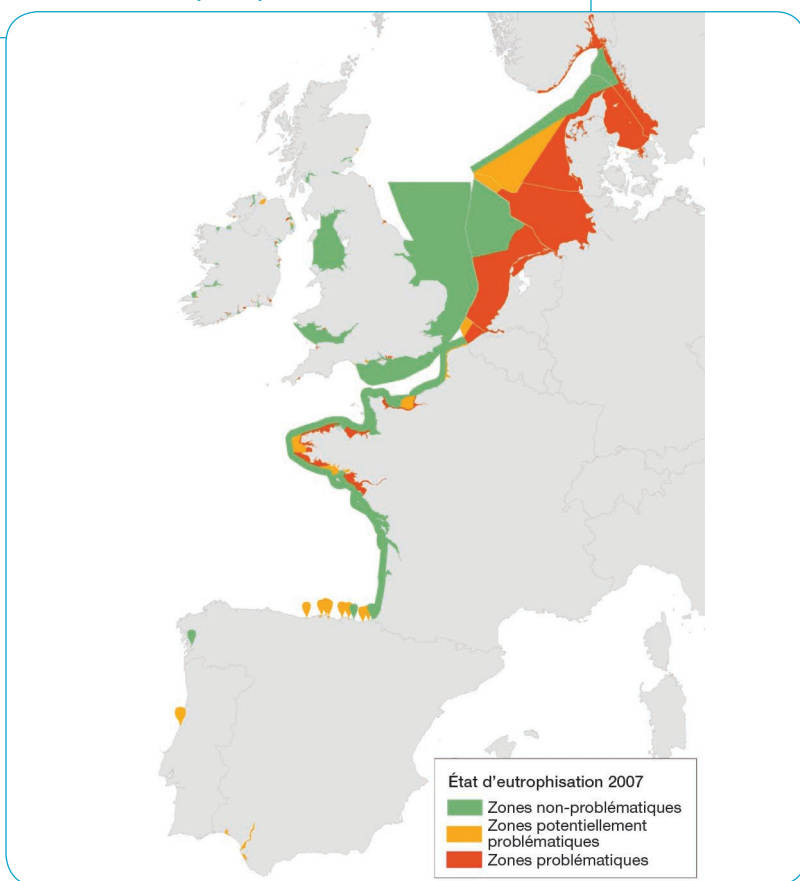 État d'eutrophisation 2007
Zones non-problématiques
Zones potentiellement
problématiques
Zones problématiques